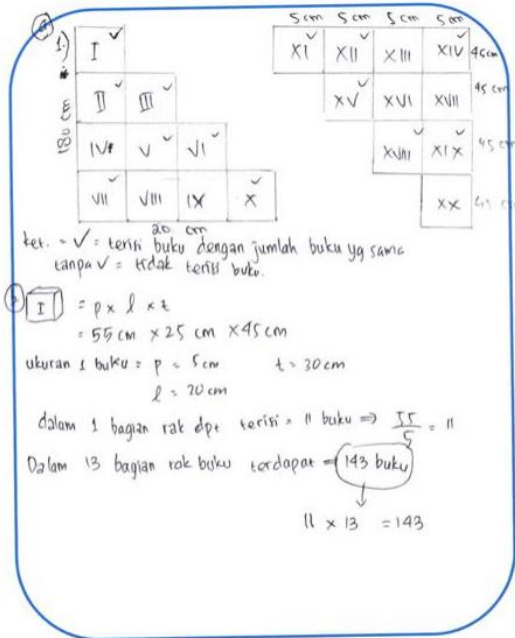 a
1.)
5 cm 5 cm 5 cm 5 cm
I ✓
XI ✓ XII ✓ XIII XIV ✓ 45cm
180 cm
II ✓ III ✓
XV ✓ XVI XVII 45 cm
IV V ✓ VI ✓
XVIII XIX ✓ 45 cm
VII VIII IX X ✓
XX 45 cm
20 cm
ket. = ✓ = terisi buku dengan jumlah buku yg sama
tanpa ✓ = tidak terisi buku.
I = p x l x t
= 55 cm x 25 cm x 45 cm
ukuran 1 buku = p = 5 cm t = 30 cm
l = 20 cm
dalam 1 bagian rak dpt terisi = 11 buku => 55/5 = 11
Dalam 13 bagian rak buku terdapat = 143 buku
11 x 13 = 143